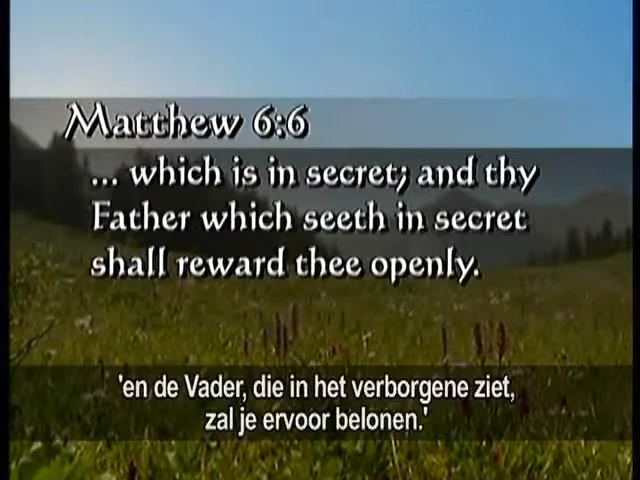 Matthew 6:6
... which is in secret; and thy
Father which seeth in secret
shall reward thee openly.
'en de Vader, die in het verborgene ziet,
zal je ervoor belonen.'